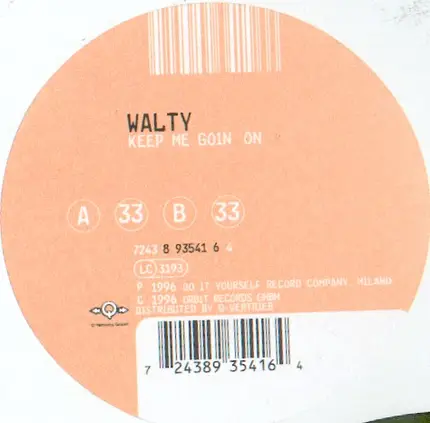 WALTY
KEEP ME GOIN ON
A 33 B 33
7243 8 93541 6 4
LC 3193
P 1996 DO IT YOURSELF RECORD COMPANY, MILANO
C 1996 ORBIT RECORDS GMBH
DISTRIBUTED BY
7 24389 35416 4